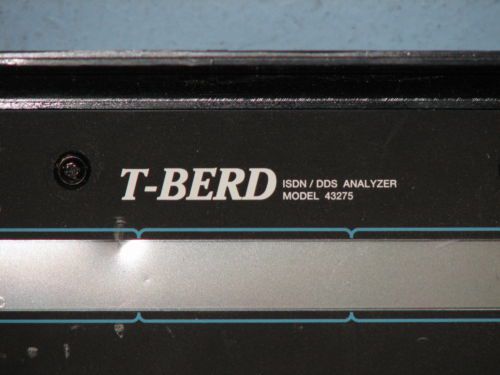 T-BERD ISDN / DDS ANALYZER
MODEL 43275